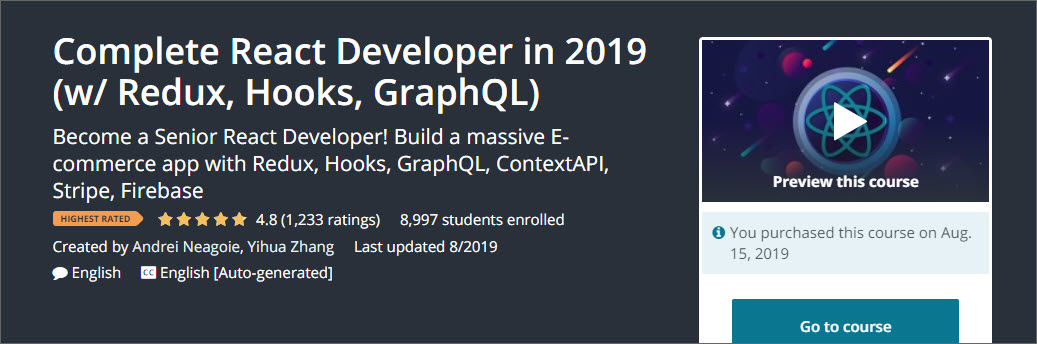 Complete React Developer in 2019
(w/ Redux, Hooks, GraphQL)
Become a Senior React Developer! Build a massive E-
commerce app with Redux, Hooks, GraphQL, ContextAPI,
Stripe, Firebase
HIGHEST RATED 4.8 (1,233 ratings) 8,997 students enrolled
Created by Andrei Neagoie, Yihua Zhang Last updated 8/2019
English CC English [Auto-generated]
Preview this course
You purchased this course on Aug.
15, 2019
Go to course